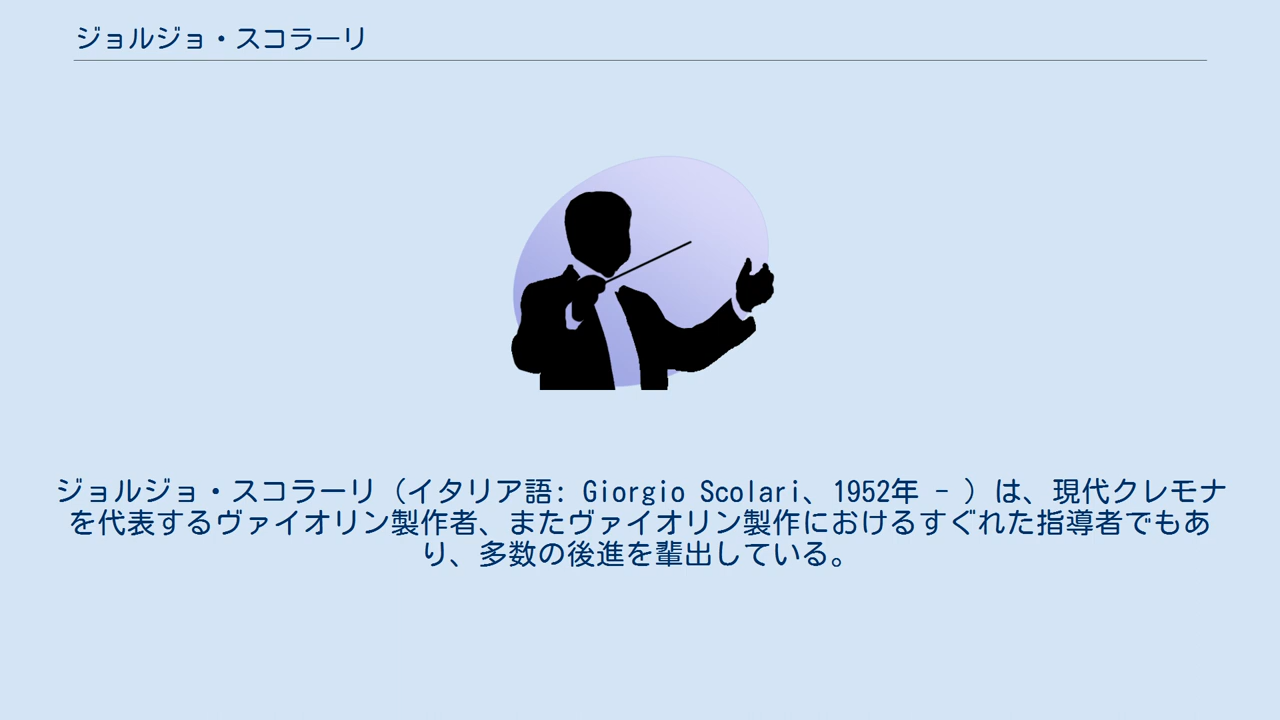 ジョルジョ・スコラーリ
ジョルジョ・スコラーリ（イタリア語: Giorgio Scolari、1952年 - ）は、現代クレモナ
を代表するヴァイオリン製作者、またヴァイオリン製作におけるすぐれた指導者でもあ
り、多数の後進を輩出している。